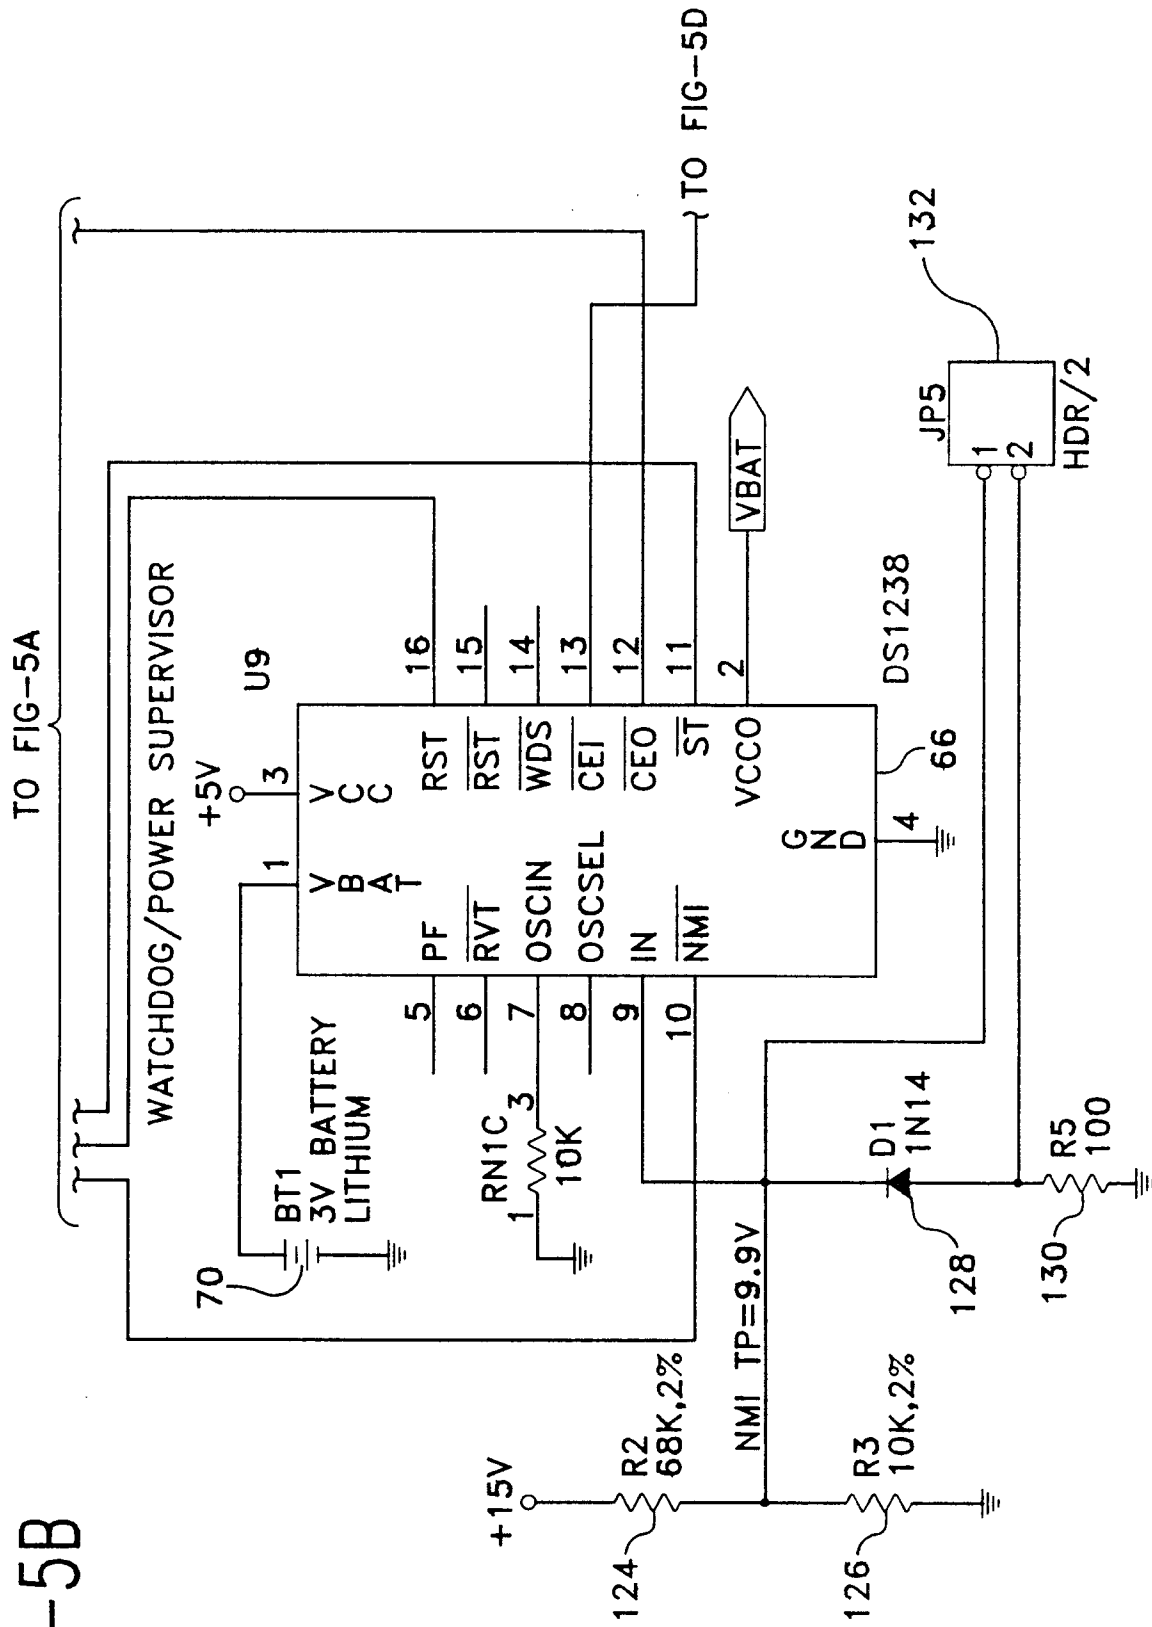 -5B
TO FIG-5A
WATCHDOG/POWER SUPERVISOR
U9
+5V
3
1
VBAT
VCC
BT1
3V BATTERY
LITHIUM
70
5
PF
6
RVT
7
OSCIN
8
OSCSEL
9
IN
10
NMI
RST
16
RST
15
WDS
14
CEI
13
CEO
12
ST
11
VCCO
2
GND
4
66
DS1238
VBAT
TO FIG-5D
RN1C
1
3
10K
+15V
R2
68K,2%
124
NMI TP=9.9V
R3
10K,2%
126
D1
1N14
128
R5
100
130
JP5
1
2
HDR/2
132